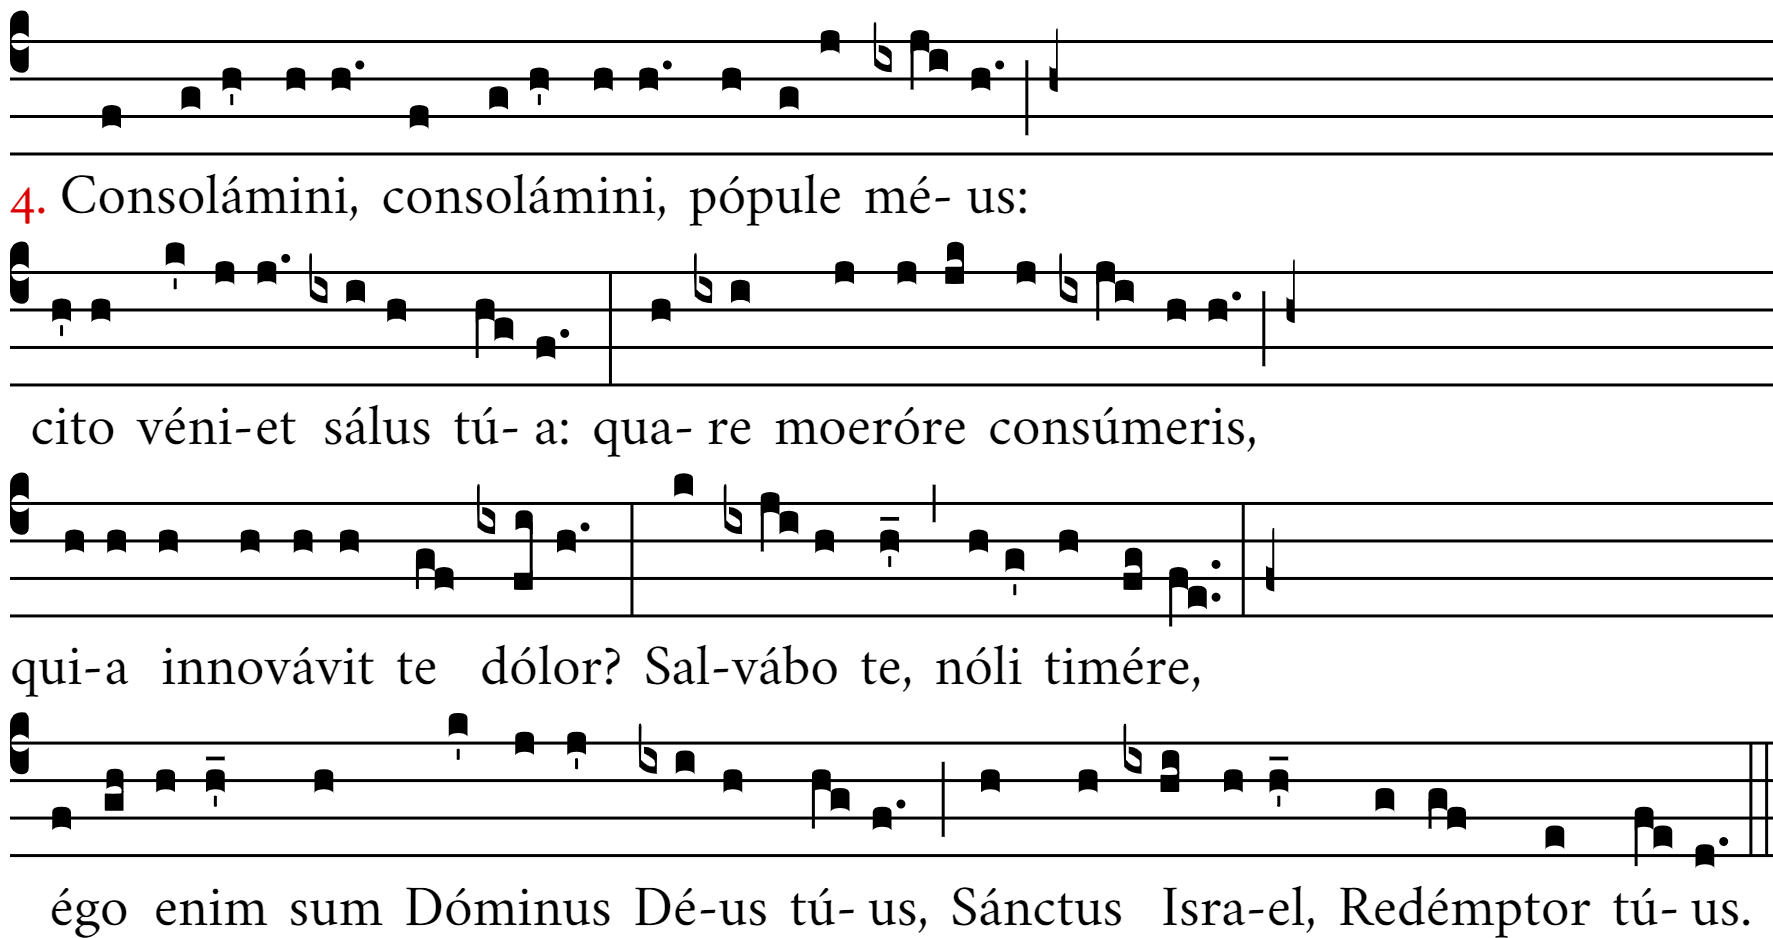 4. Consolámini, consolámini, pópule mé- us:
cito véni-et sálus tú- a: qua- re moeróre consúmeris,
qui-a innovávit te dólor? Sal-vábo te, nóli timére,
égo enim sum Dóminus Dé-us tú- us, Sánctus Isra-el, Redémptor tú- us.